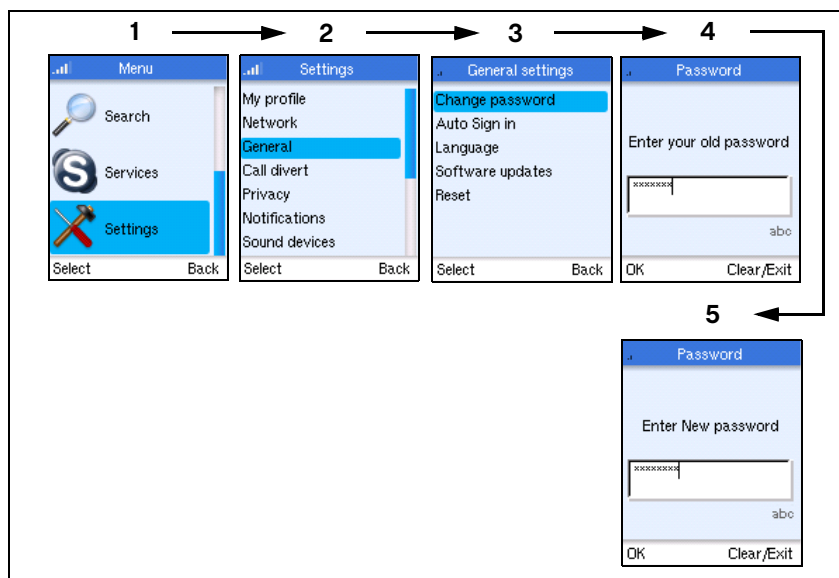 1
2
3
4
Menu
Search
Services
Settings
Select Back
Settings
My profile
Network
General
Call divert
Privacy
Notifications
Sound devices
Select Back
General settings
Change password
Auto Sign in
Language
Software updates
Reset
Select Back
Password
Enter your old password
xxxxxxx
abc
OK Clear/Exit
5
Password
Enter New password
xxxxxxxx
abc
OK Clear/Exit